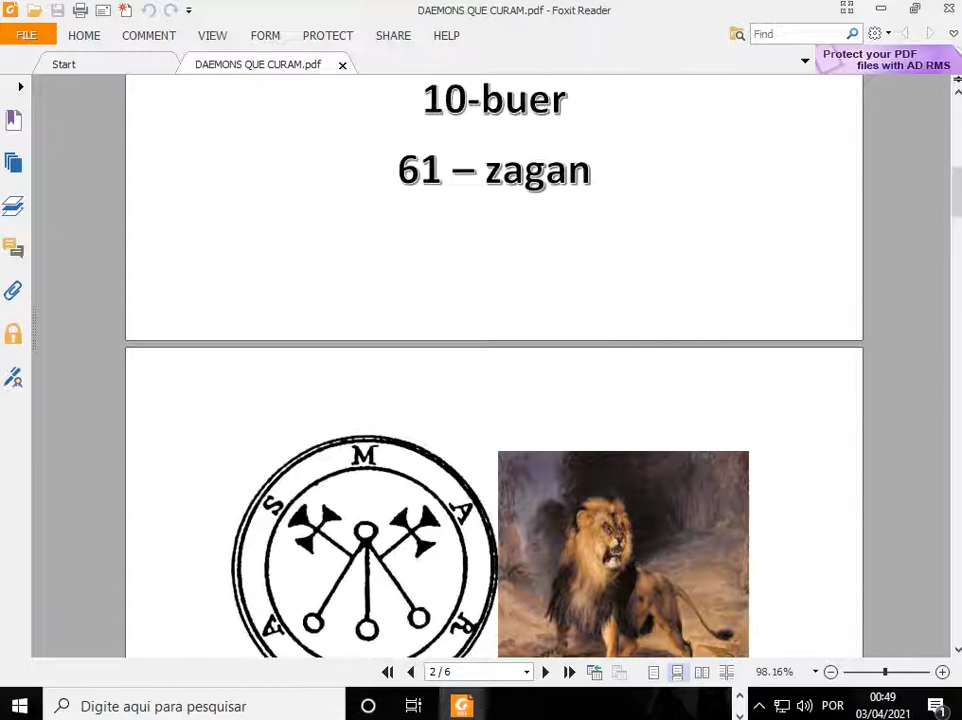 DAEMONS QUE CURAM.pdf - Foxit Reader
FILE HOME COMMENT VIEW FORM PROTECT SHARE HELP
Find
Start DAEMONS QUE CURAM.pdf
Protect your PDF
files with AD RMS
10-buer
61 – zagan
M
S A
A R
2 / 6 98.16%
Digite aqui para pesquisar
POR
00:49
03/04/2021
1